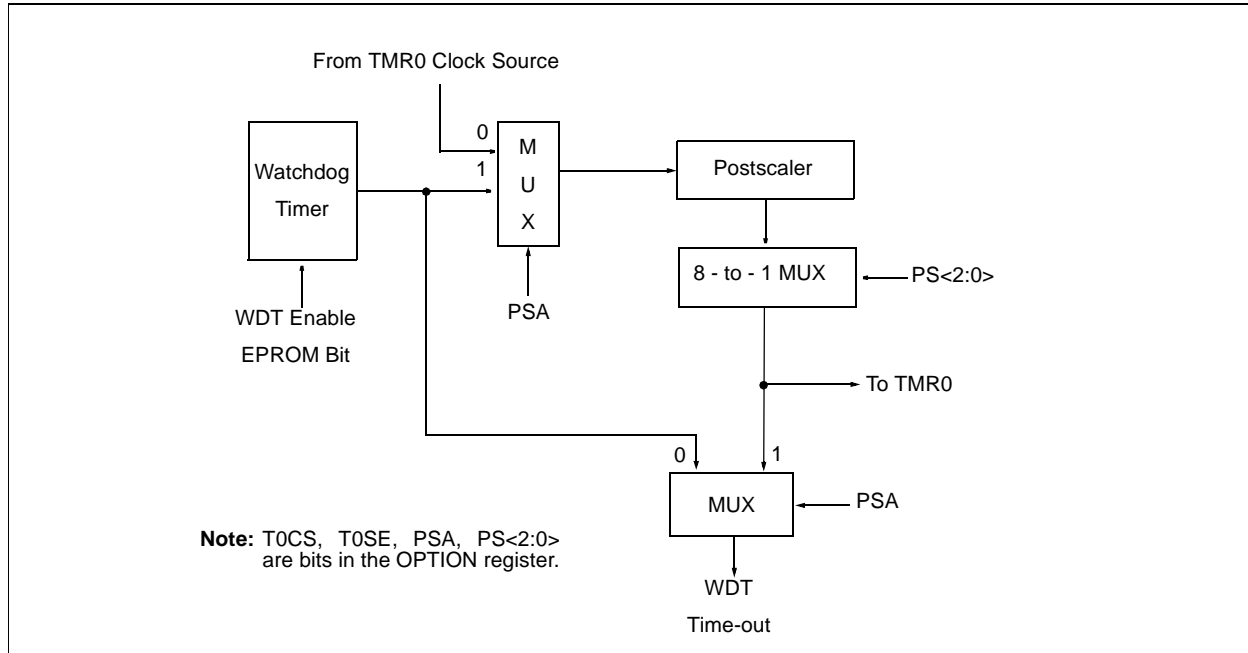 From TMR0 Clock Source
0
1
M
U
X
Watchdog
Timer
Postscaler
8 - to - 1 MUX
PS<2:0>
PSA
WDT Enable
EPROM Bit
To TMR0
0
1
MUX
PSA
Note: T0CS, T0SE, PSA, PS<2:0>
are bits in the OPTION register.
WDT
Time-out